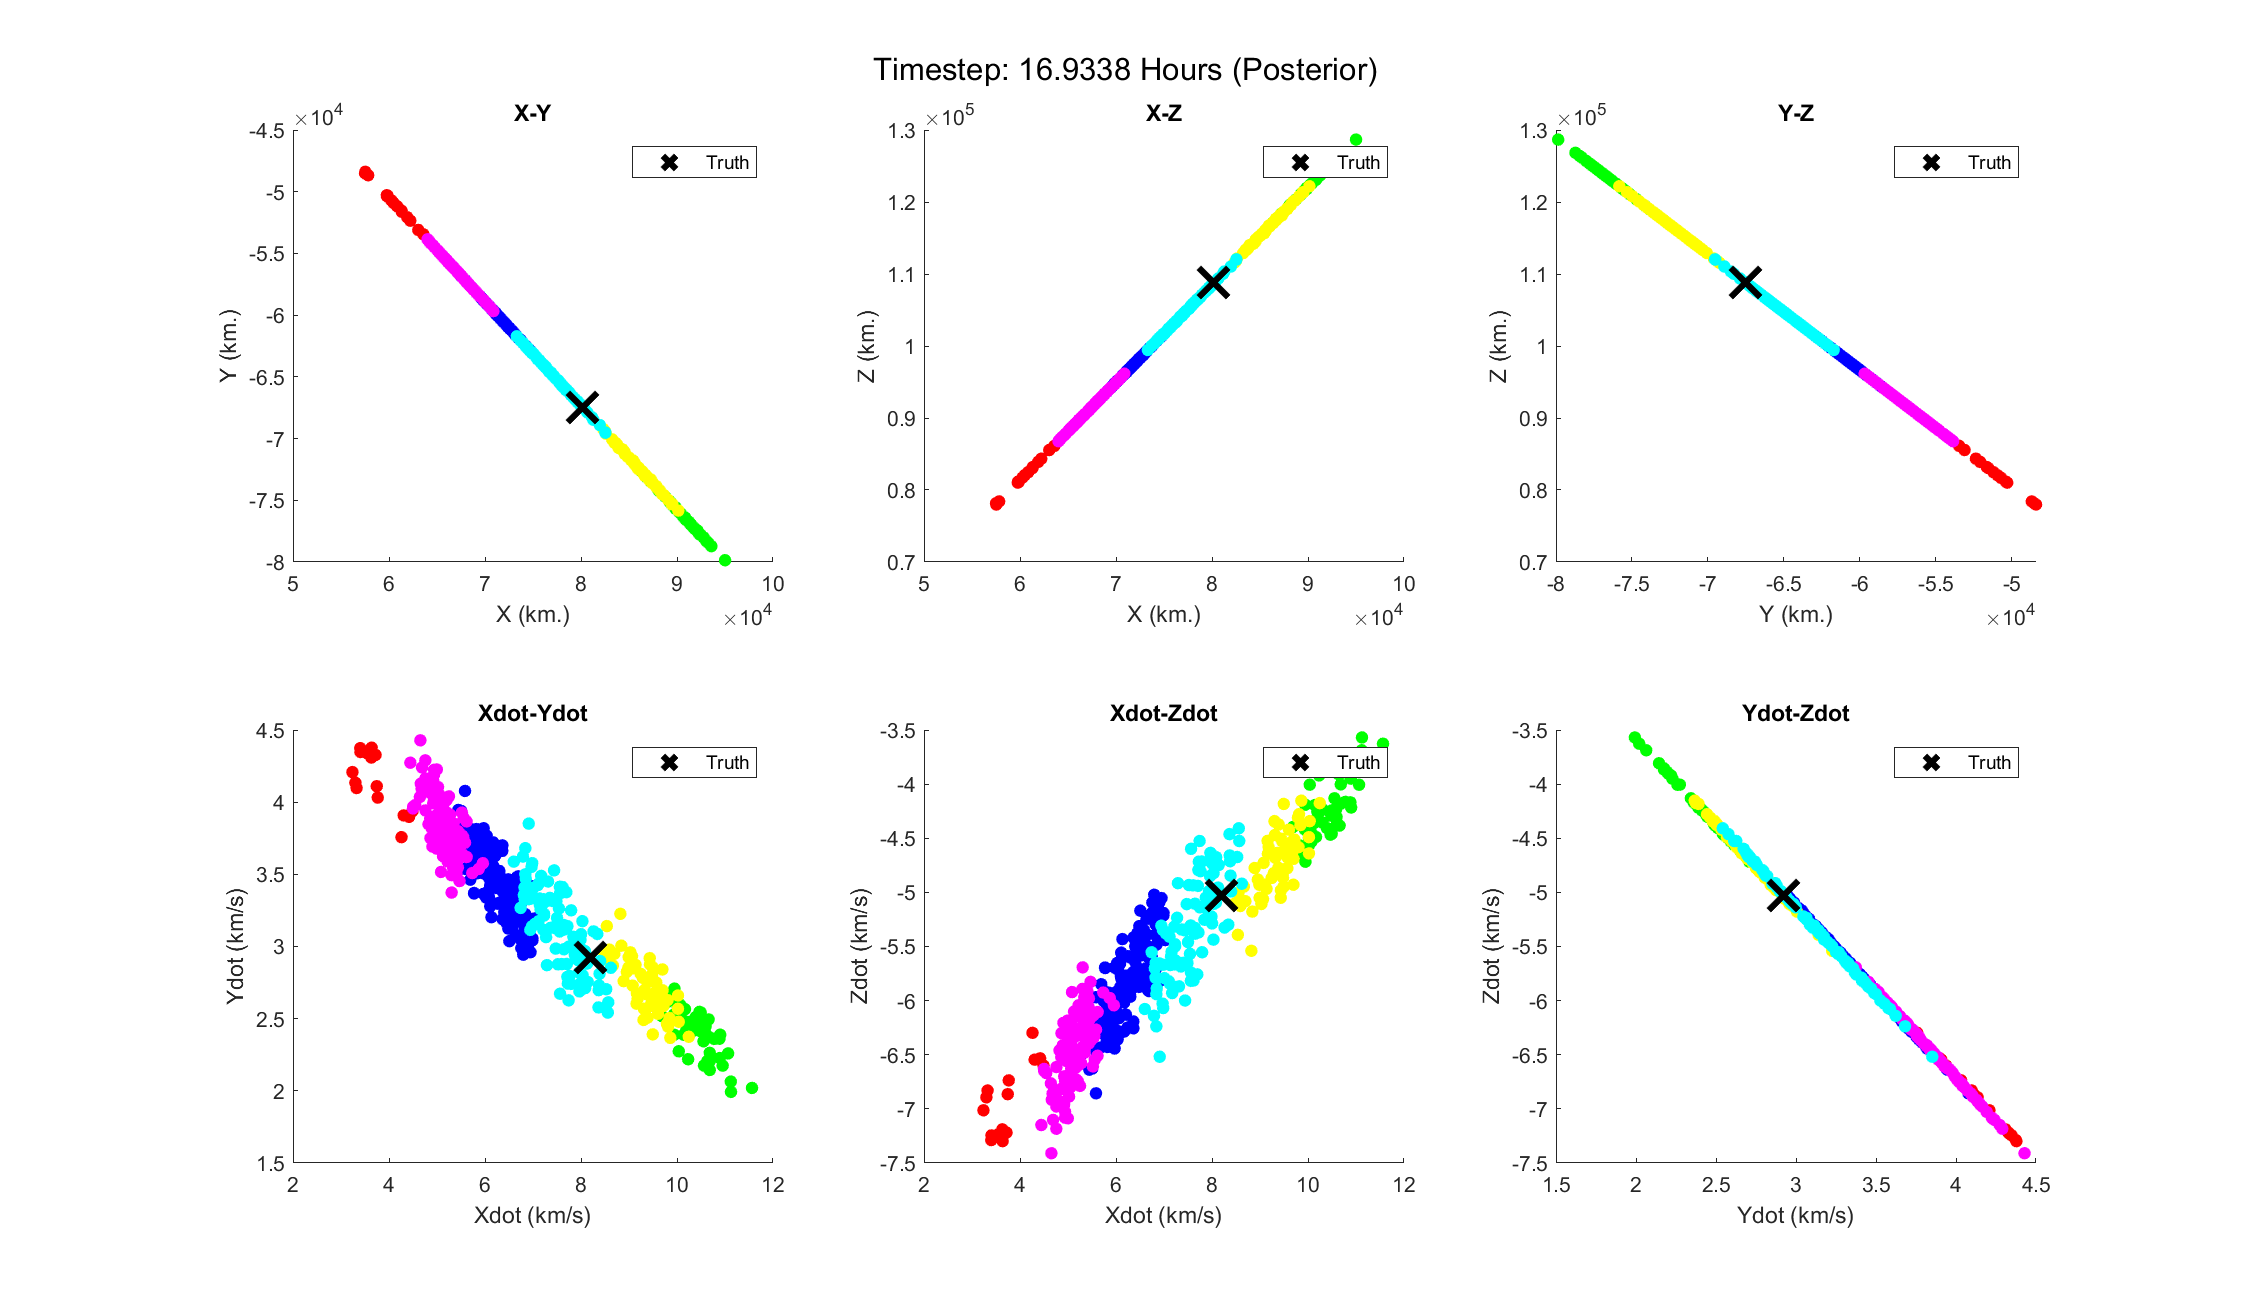 Timestep: 16.9338 Hours (Posterior)
X-Y
×10^4
-4.5
-5
-5.5
-6
-6.5
-7
-7.5
-8
Y (km.)
5 6 7 8 9 10
X (km.)
×10^4
Truth
X-Z
×10^5
1.3
1.2
1.1
1
0.9
0.8
0.7
Z (km.)
5 6 7 8 9 10
X (km.)
×10^4
Truth
Y-Z
×10^5
1.3
1.2
1.1
1
0.9
0.8
0.7
Z (km.)
-8 -7.5 -7 -6.5 -6 -5.5 -5
Y (km.)
×10^4
Truth
Xdot-Ydot
4.5
4
3.5
3
2.5
2
1.5
Ydot (km/s)
2 4 6 8 10 12
Xdot (km/s)
Truth
Xdot-Zdot
-3.5
-4
-4.5
-5
-5.5
-6
-6.5
-7
-7.5
Zdot (km/s)
2 4 6 8 10 12
Xdot (km/s)
Truth
Ydot-Zdot
-3.5
-4
-4.5
-5
-5.5
-6
-6.5
-7
-7.5
Zdot (km/s)
1.5 2 2.5 3 3.5 4 4.5
Ydot (km/s)
Truth